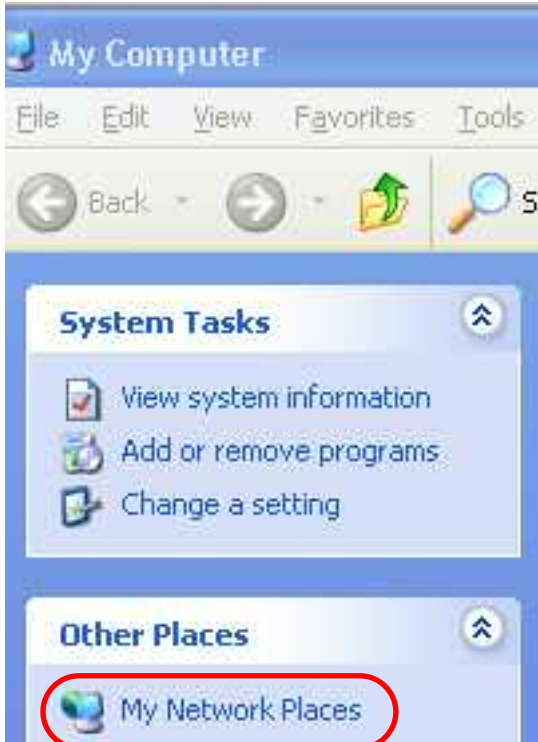 My Computer
File Edit View Favorites Tools
Back S
System Tasks
View system information
Add or remove programs
Change a setting
Other Places
My Network Places